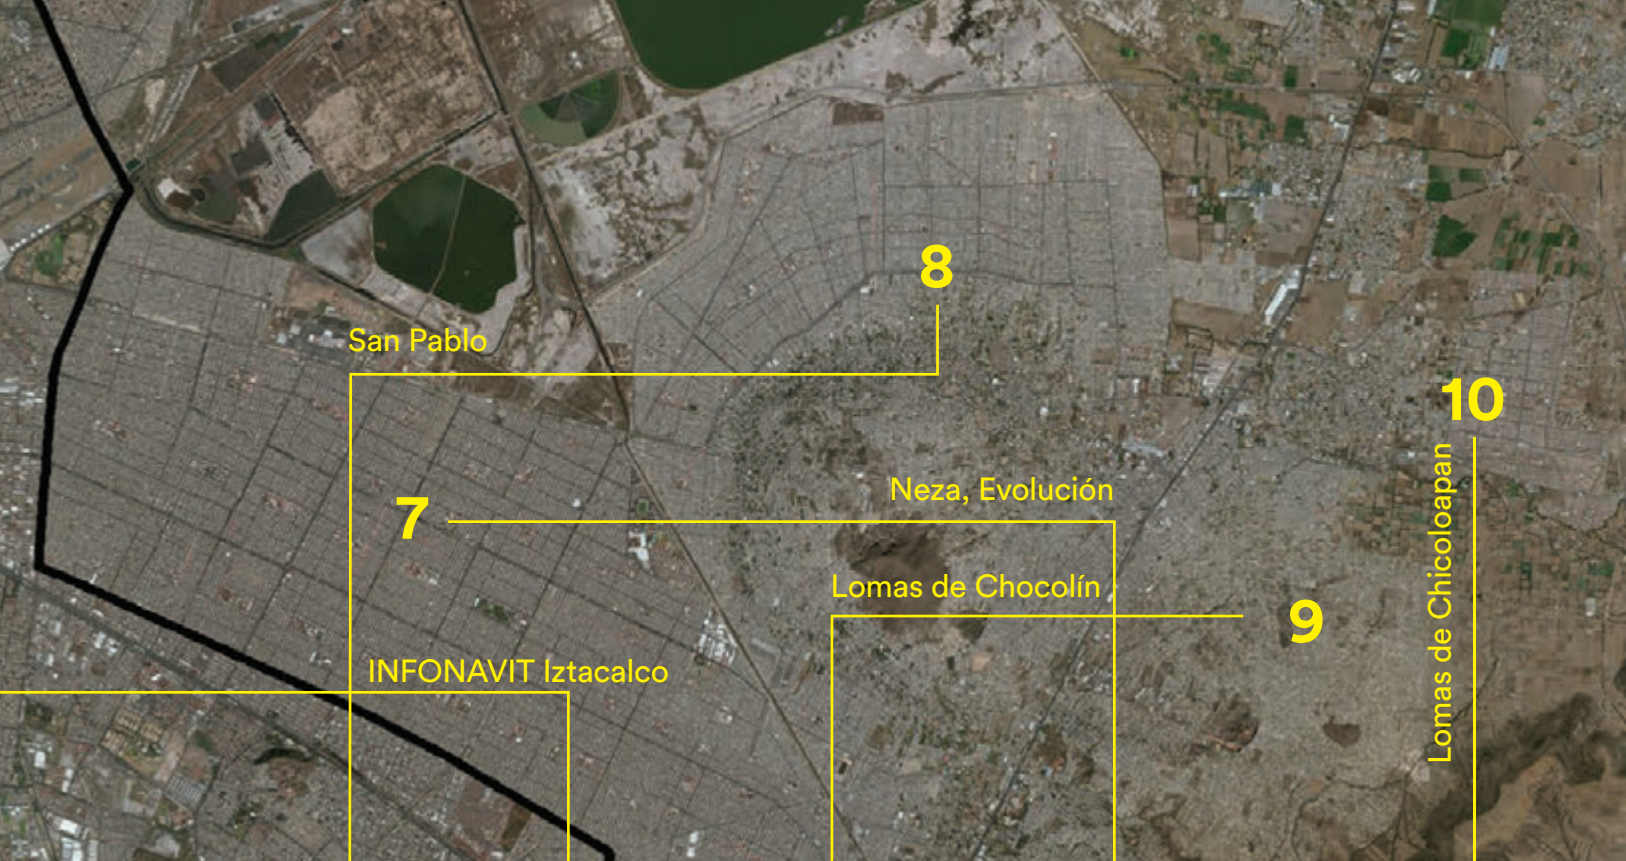 8
San Pablo
10
7
Neza, Evolución
Lomas de Chicoloapan
Lomas de Chocolín
9
INFONAVIT Iztacalco